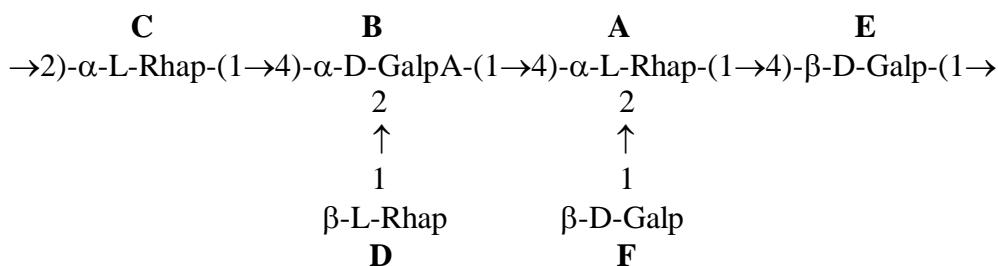 C B A E
→2)-α-L-Rhap-(1→4)-α-D-GalpA-(1→4)-α-L-Rhap-(1→4)-β-D-Galp-(1→
2 2
↑ ↑
1 1
β-L-Rhap β-D-Galp
D F